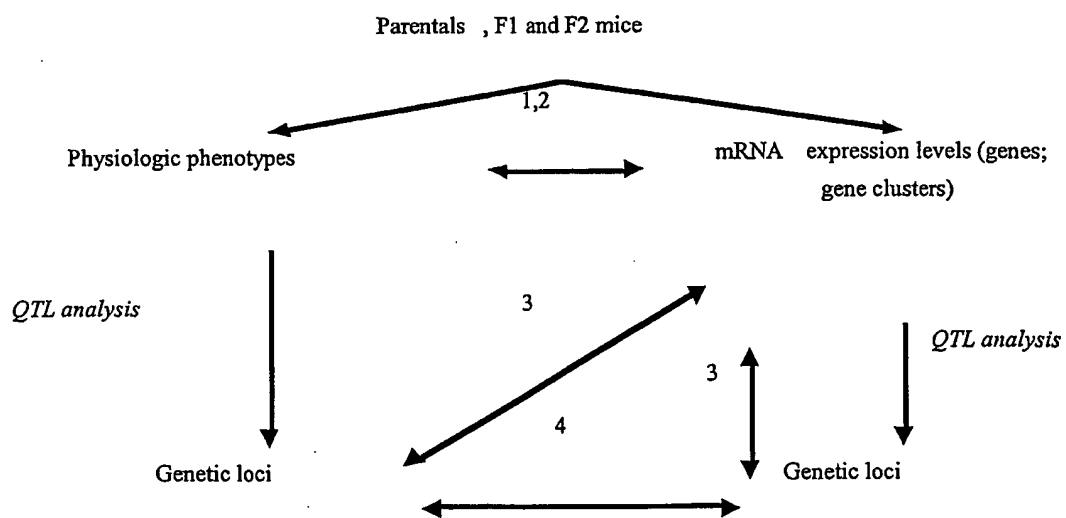 Parentals , F1 and F2 mice
1,2
Physiologic phenotypes
mRNA expression levels (genes;
gene clusters)
QTL analysis
3
QTL analysis
3
4
Genetic loci
Genetic loci